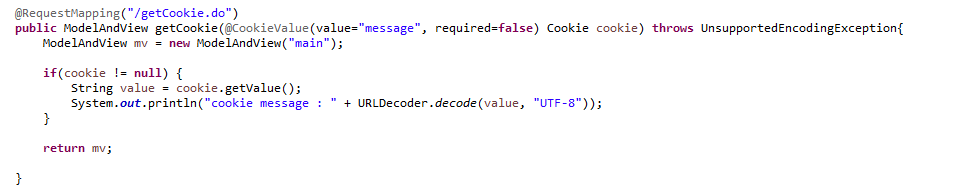 @RequestMapping("/getCookie.do")
public ModelAndView getCookie(@CookieValue(value="message", required=false) Cookie cookie) throws UnsupportedEncodingException{
    ModelAndView mv = new ModelAndView("main");

    if(cookie != null) {
        String value = cookie.getValue();
        System.out.println("cookie message : " + URLDecoder.decode(value, "UTF-8"));
    }

    return mv;

}